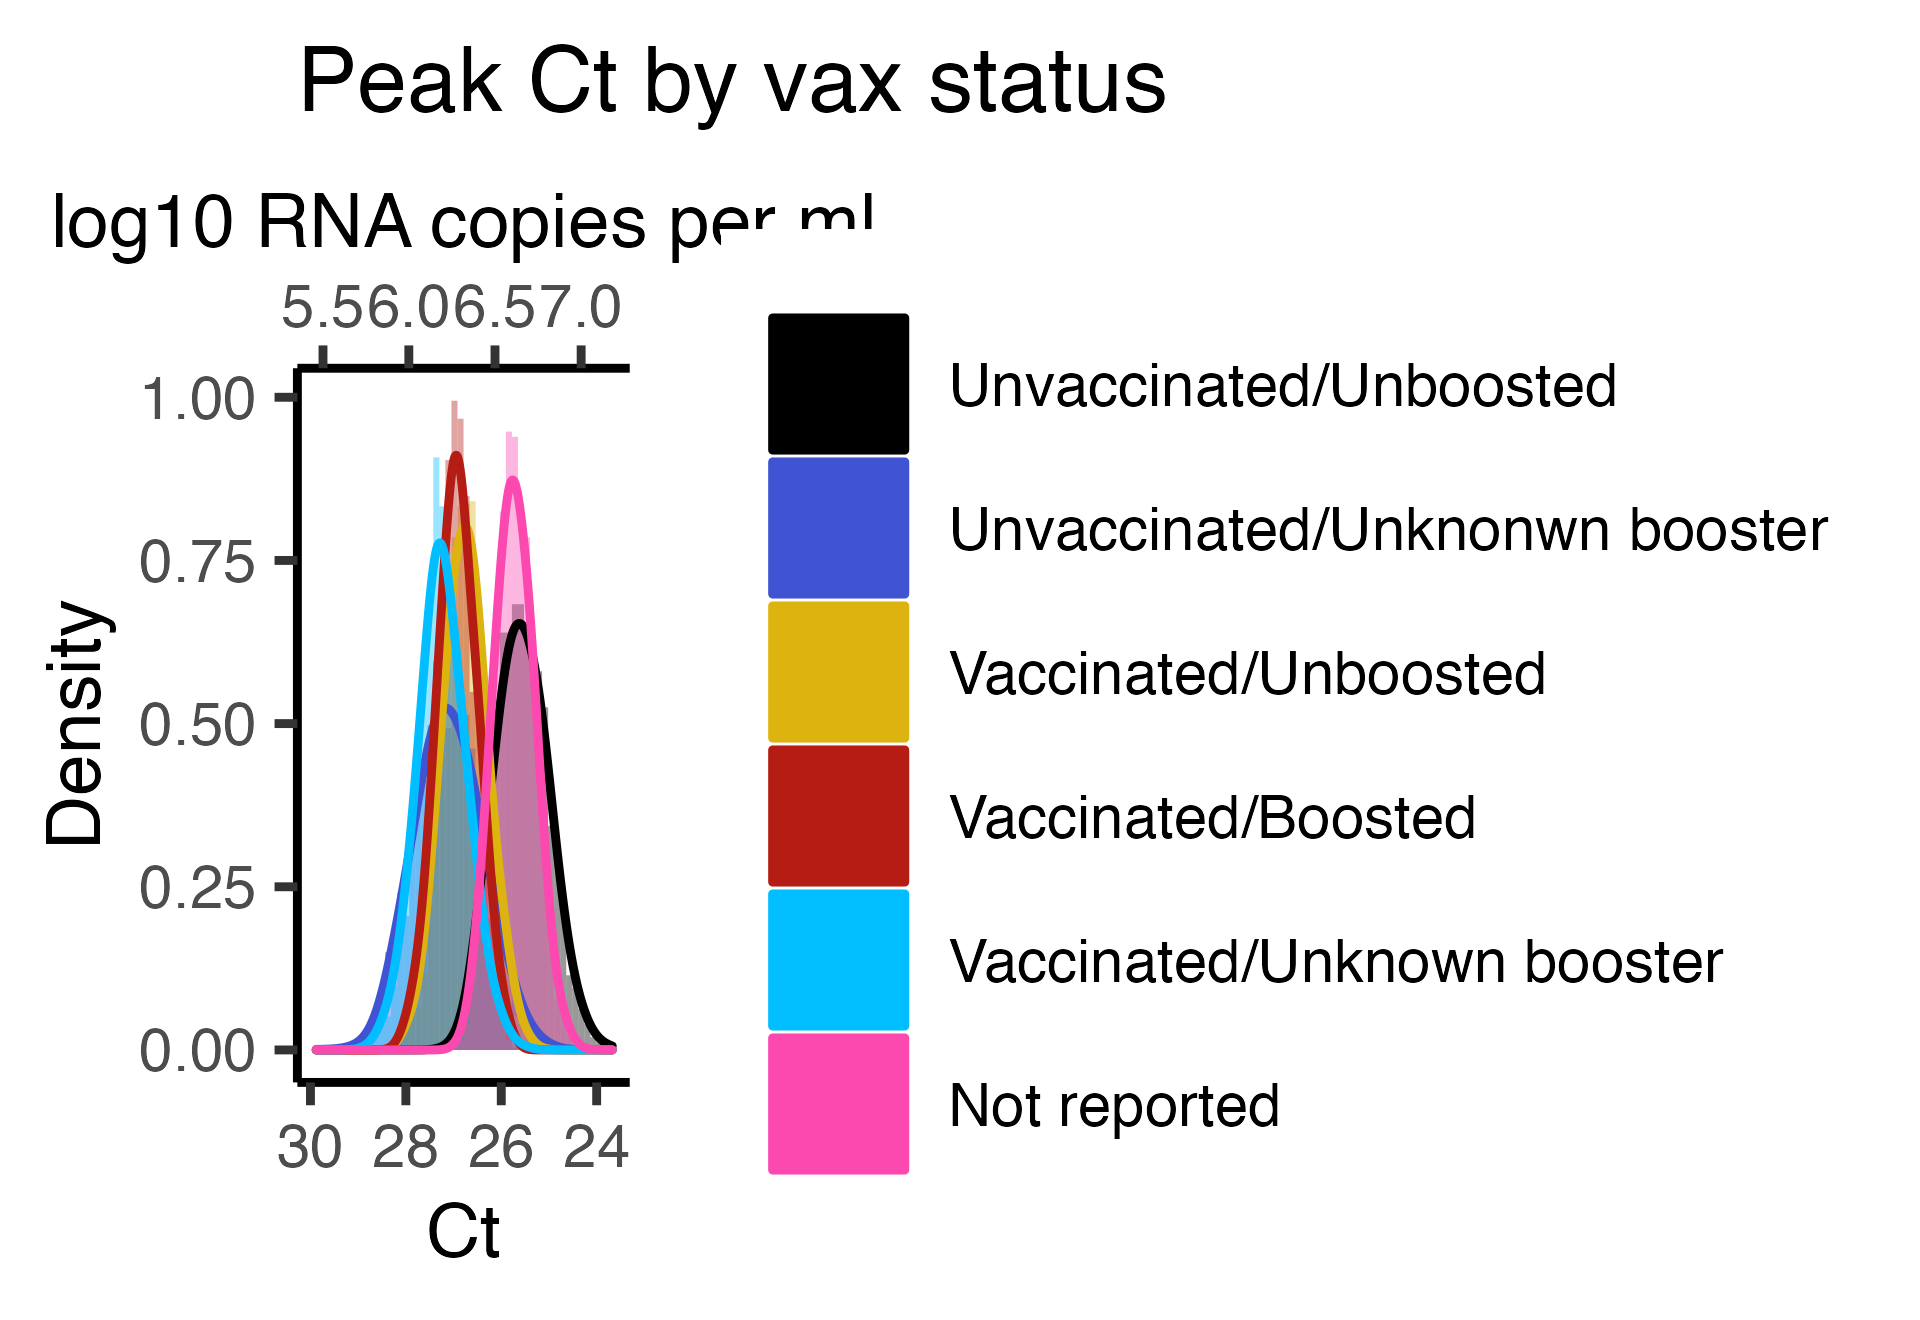 Peak Ct by vax status
log10 RNA copies per ml
5.5 6.0 6.5 7.0
1.00
0.75
0.50
0.25
0.00
Density
30 28 26 24
Ct
Unvaccinated/Unboosted
Unvaccinated/Unknonwn booster
Vaccinated/Unboosted
Vaccinated/Boosted
Vaccinated/Unknown booster
Not reported